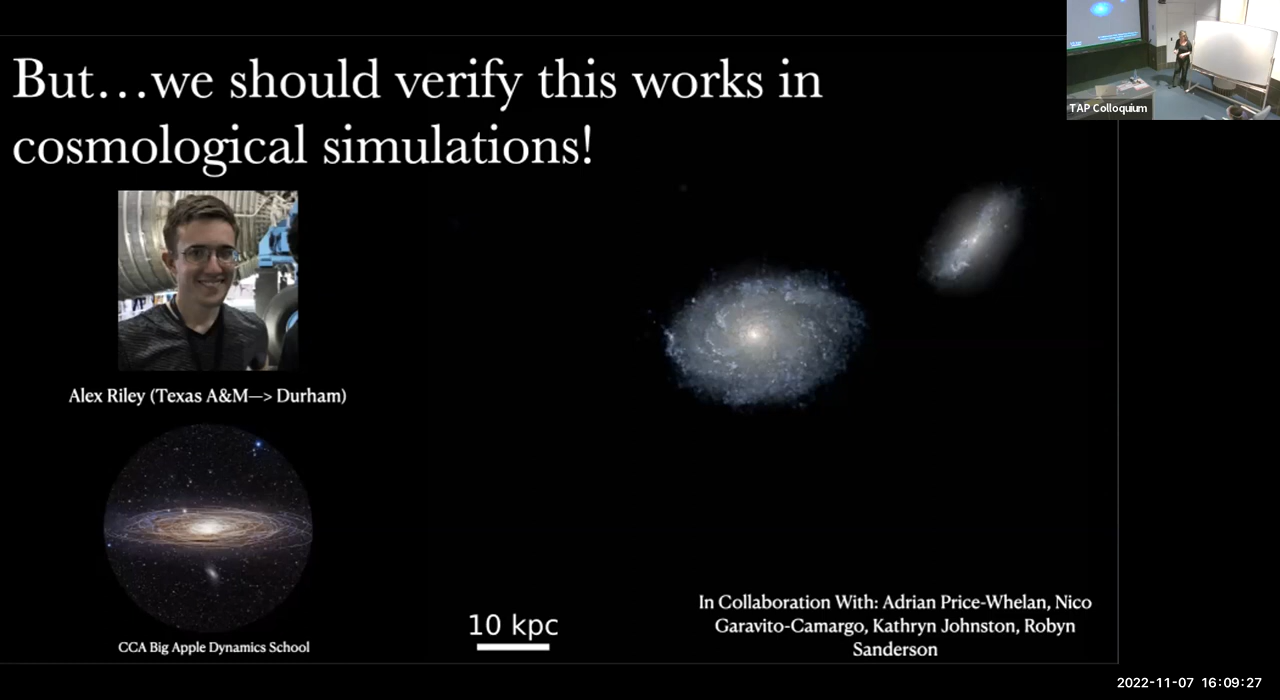 But…we should verify this works in
cosmological simulations!
TAP Colloquium
Alex Riley (Texas A&M—> Durham)
CCA Big Apple Dynamics School
10 kpc
In Collaboration With: Adrian Price-Whelan, Nico
Garavito-Camargo, Kathryn Johnston, Robyn
Sanderson
2022-11-07 16:09:27